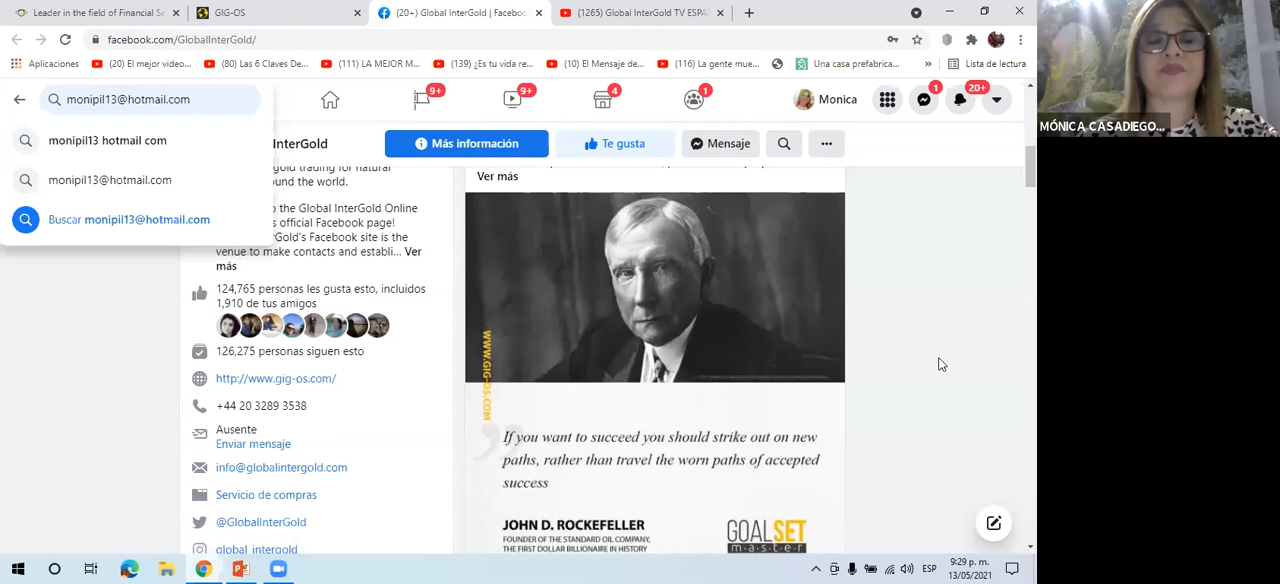 Leader in the field of Financial Se
GIG-OS
(20+) Global InterGold | Faceboo
(1265) Global InterGold TV ESPA
facebook.com/GlobalInterGold/
Aplicaciones
(20) El mejor video...
(80) Las 6 Claves De...
(111) LA MEJOR M...
(139) ¿Es tu vida re...
(10) El Mensaje de...
(116) La gente mue...
Una casa prefabrica...
»
Lista de lectura
monipil13@hotmail.com
9+
9+
4
1
Monica
1
20+
monipil13 hotmail com
monipil13@hotmail.com
Buscar monipil13@hotmail.com
InterGold
Más información
Te gusta
Mensaje
gold trading for natural
ound the world.
o the Global InterGold Online
s official Facebook page!
rGold's Facebook site is the
venue to make contacts and establi... Ver
más
124,765 personas les gusta esto, incluidos
1,910 de tus amigos
126,275 personas siguen esto
http://www.gig-os.com/
+44 20 3289 3538
Ausente
Enviar mensaje
info@globalintergold.com
Servicio de compras
@GlobalInterGold
global_intergold
Ver más
WWW.GIG-OS.COM
If you want to succeed you should strike out on new
paths, rather than travel the worn paths of accepted
success
JOHN D. ROCKEFELLER
FOUNDER OF THE STANDARD OIL COMPANY,
THE FIRST DOLLAR BILLIONAIRE IN HISTORY
GOALSET
master
MÓNICA CASADIEGO...
ESP
9:29 p. m.
13/05/2021